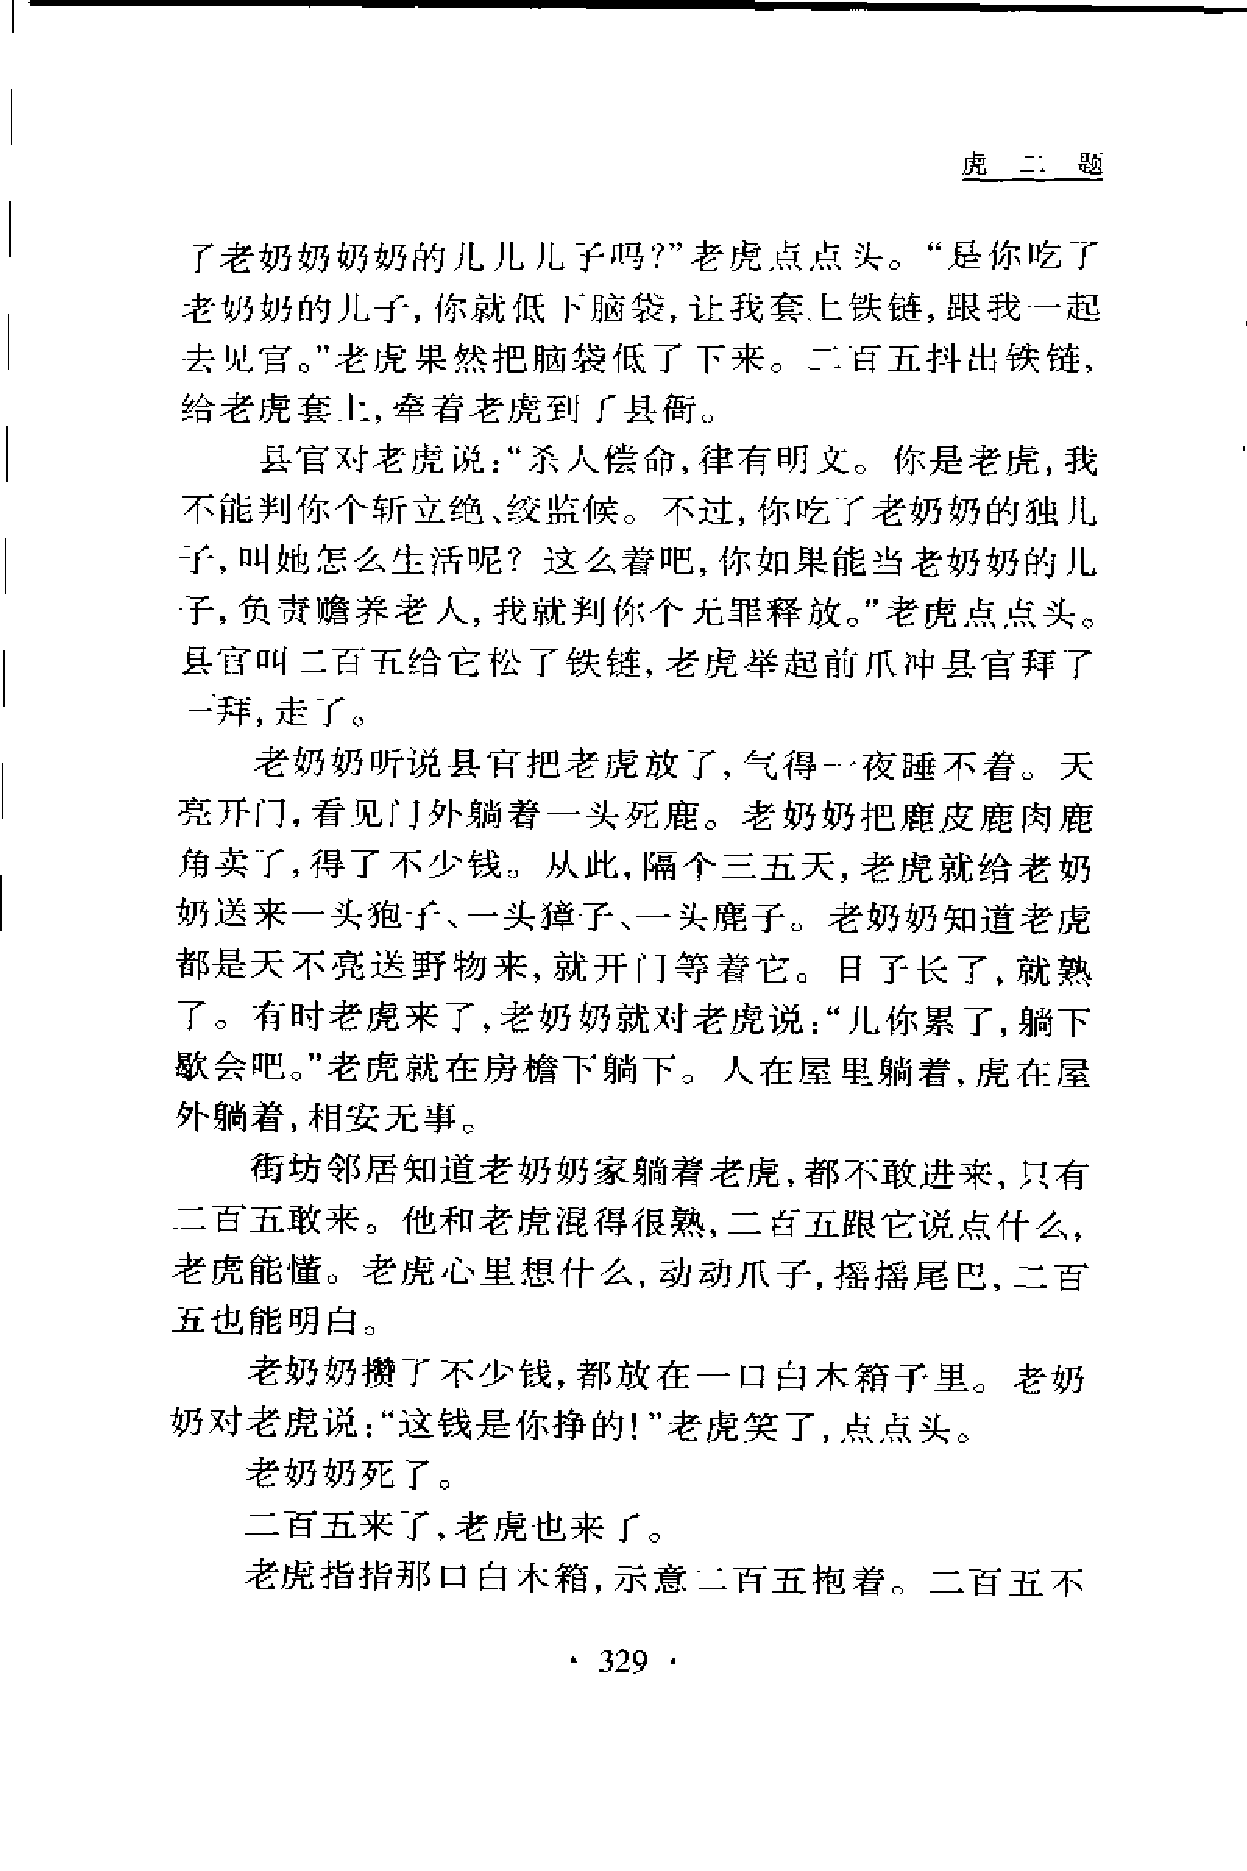 虎 二 题
了老奶奶奶奶的儿儿儿子吗?”老虎点点头。“是你吃了
老奶奶的儿子,你就低下脑袋,让我套上铁链,跟我一起
去见官。”老虎果然把脑袋低了下来。二百五抖出铁链,
给老虎套上,牵着老虎到了县衙。
县官对老虎说:“杀人偿命,律有明文。你是老虎,我
不能判你个斩立绝、绞监候。不过,你吃了老奶奶的独儿
子,叫她怎么生活呢?这么着吧,你如果能当老奶奶的儿
子,负责赡养老人,我就判你个无罪释放。”老虎点点头。
县官叫二百五给它松了铁链,老虎举起前爪冲县官拜了
一拜,走了。
老奶奶听说县官把老虎放了,气得一夜睡不着。天
亮开门,看见门外躺着一头死鹿。老奶奶把鹿皮鹿肉鹿
角卖了,得了不少钱。从此,隔个三五天,老虎就给老奶
奶送来一头狍子、一头獐子、一头麂子。老奶奶知道老虎
都是天不亮送野物来,就开门等着它。日子长了,就熟
了。有时老虎来了,老奶奶就对老虎说:“儿你累了,躺下
歇会吧。”老虎就在房檐下躺下。人在屋里躺着,虎在屋
外躺着,相安无事。
街坊邻居知道老奶奶家躺着老虎,都不敢进来,只有
二百五敢来。他和老虎混得很熟,二百五跟它说点什么,
老虎能懂。老虎心里想什么,动动爪子,摇摇尾巴,二百
五也能明白。
老奶奶攒了不少钱,都放在一口白木箱子里。老奶
奶对老虎说:“这钱是你挣的!”老虎笑了,点点头。
老奶奶死了。
二百五来了、老虎也来了。
老虎指指那口白木箱,示意二百五抱着。二百五不
· 329 ·